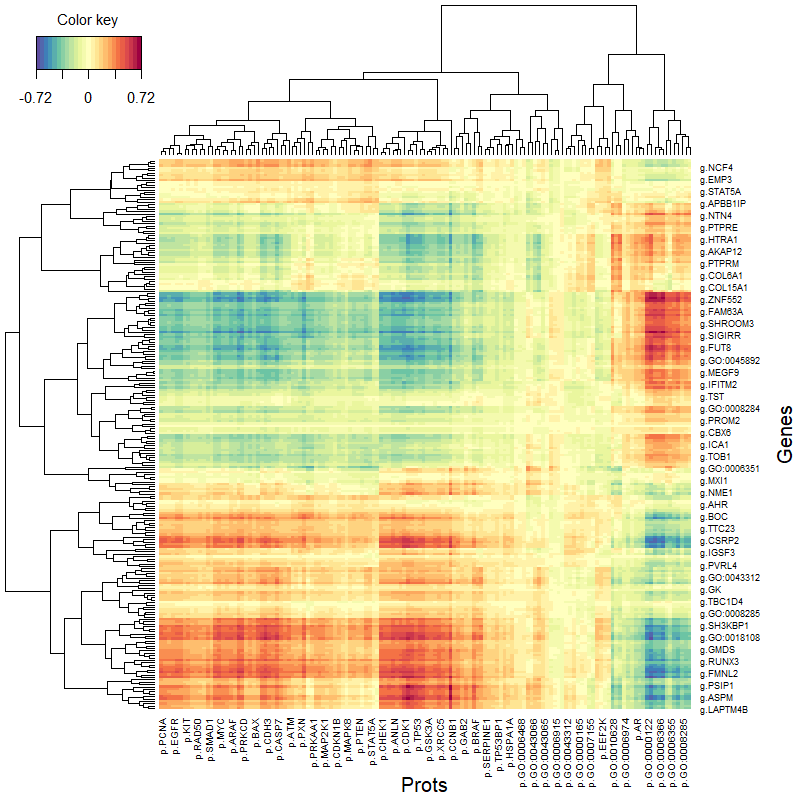 Color key
-0.72 0 0.72
g.NCF4
g.EMP3
g.STAT5A
g.APBB1IP
g.NTN4
g.PTPRE
g.HTRA1
g.AKAP12
g.PTPRM
g.COL6A1
g.COL15A1
g.ZNF552
g.FAM63A
g.SHROOM3
g.SIGIRR
g.FUT8
g.GO:0045892
g.MEGF9
g.IFITM2
g.TST
g.GO:0008284
g.PROM2
g.CBX6
g.ICA1
g.TOB1
g.GO:0006351
g.MXI1
g.NME1
g.AHR
g.BOC
g.TTC23
g.CSRP2
g.IGSF3
g.PVRL4
g.GO:0043312
g.GK
g.TBC1D4
g.GO:0008285
g.SH3KBP1
g.GO:0018108
g.GMDS
g.RUNX3
g.FMNL2
g.PSIP1
g.ASPM
g.LAPTM4B
Genes
p.PCNA
p.EGFR
p.KIT
p.RAD50
p.SMAD1
p.MYC
p.ARAF
p.PRKCD
p.BAX
p.CDH3
p.CASP7
p.ATM
p.PXN
p.PRKAA1
p.MAP2K1
p.CDKN1B
p.MAPK8
p.PTEN
p.STAT5A
p.CHEK1
p.ANLN
p.CDK1
p.TP53
p.GSK3A
p.XRCC5
p.CCNB1
p.GAB2
p.BRAF
p.SERPINE1
p.TP53BP1
p.HSPA1A
p.GO:0006468
p.GO:0043066
p.GO:0043065
p.GO:0006915
p.GO:0043312
p.GO:0000165
p.GO:0007155
p.EEF2K
p.GO:0010628
p.GO:0006974
p.AR
p.GO:0000122
p.GO:0006366
p.GO:0006355
p.GO:0008285
Prots